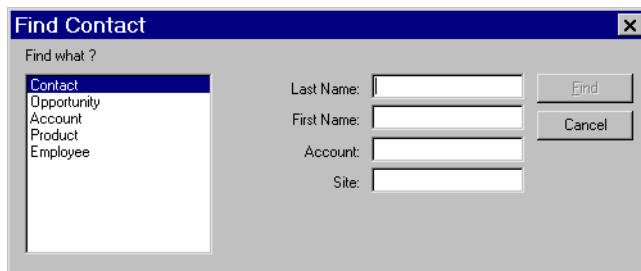 Find Contact
Find what ?
Contact
Opportunity
Account
Product
Employee
Last Name:
First Name:
Account:
Site:
Find
Cancel